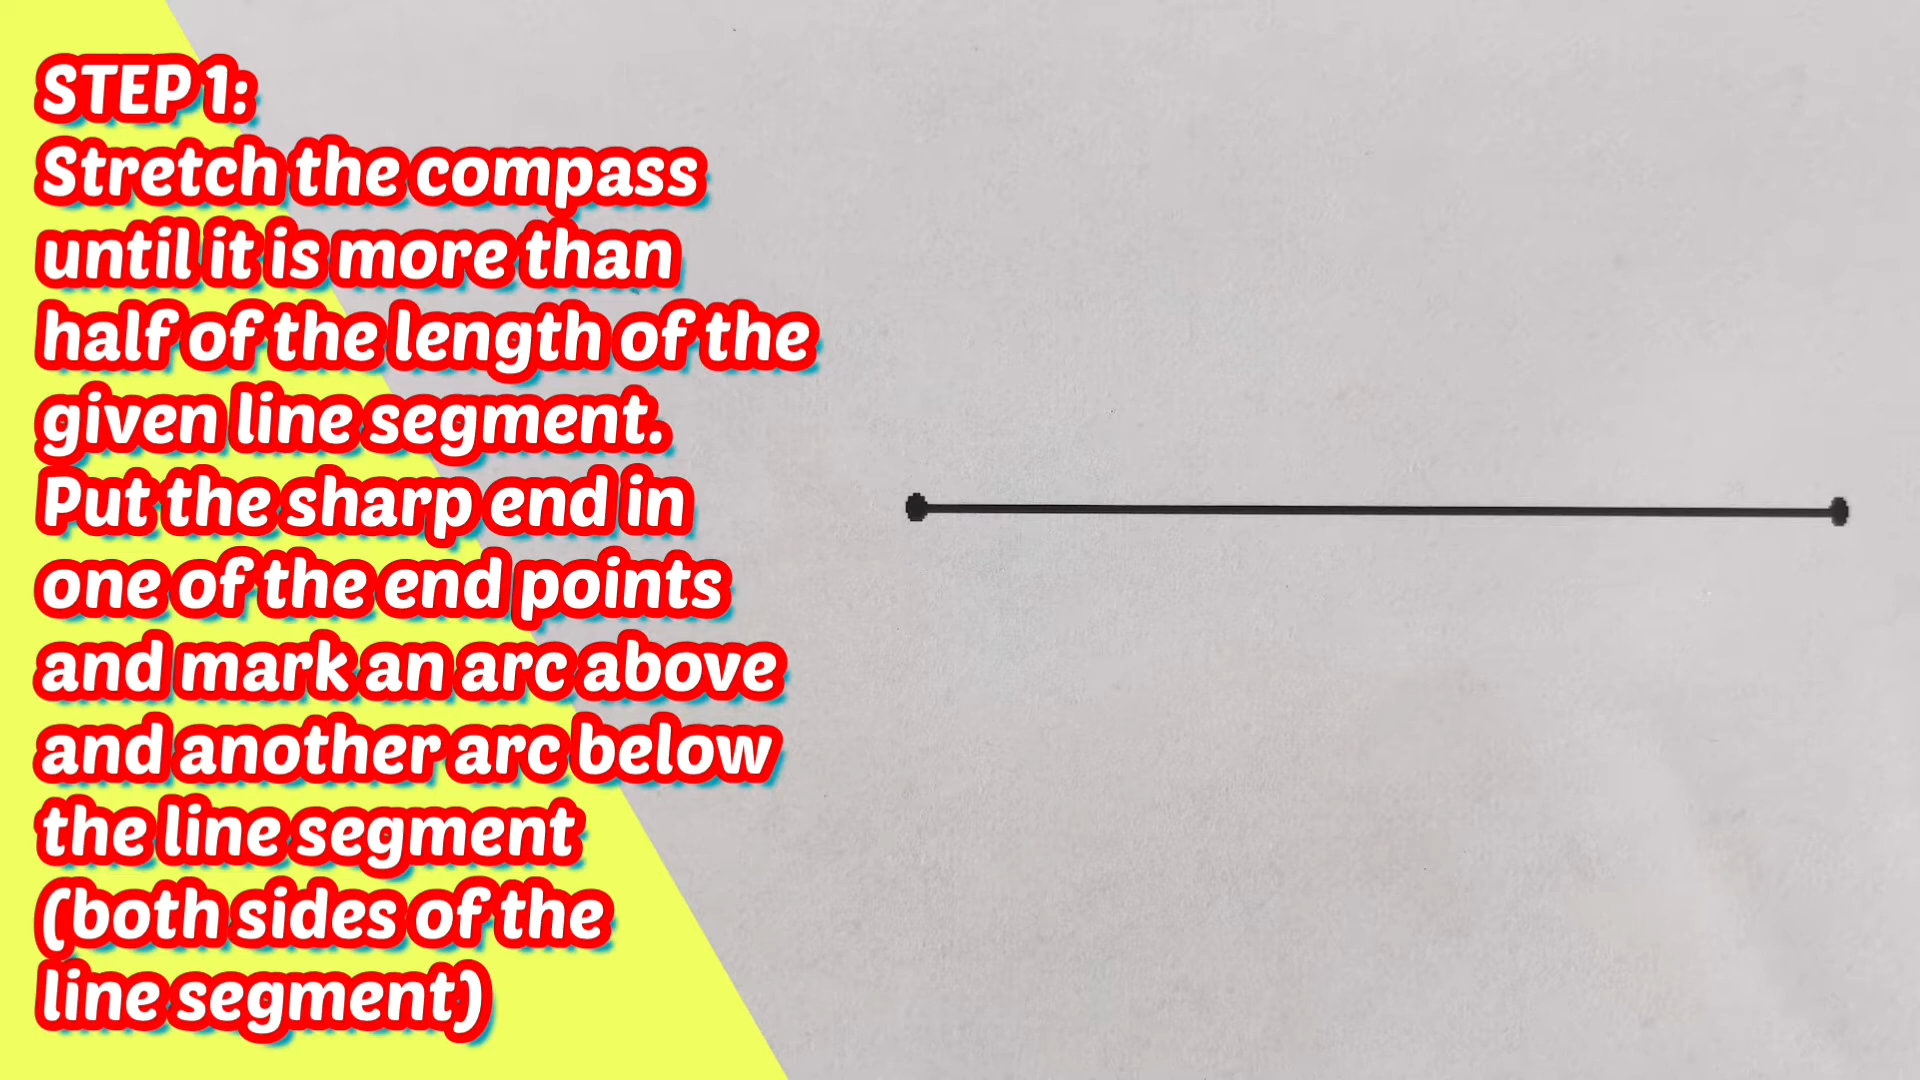 STEP 1:
Stretch the compass
until it is more than
half of the length of the
given line segment.
Put the sharp end in
one of the end points
and mark an arc above
and another arc below
the line segment
(both sides of the
line segment)